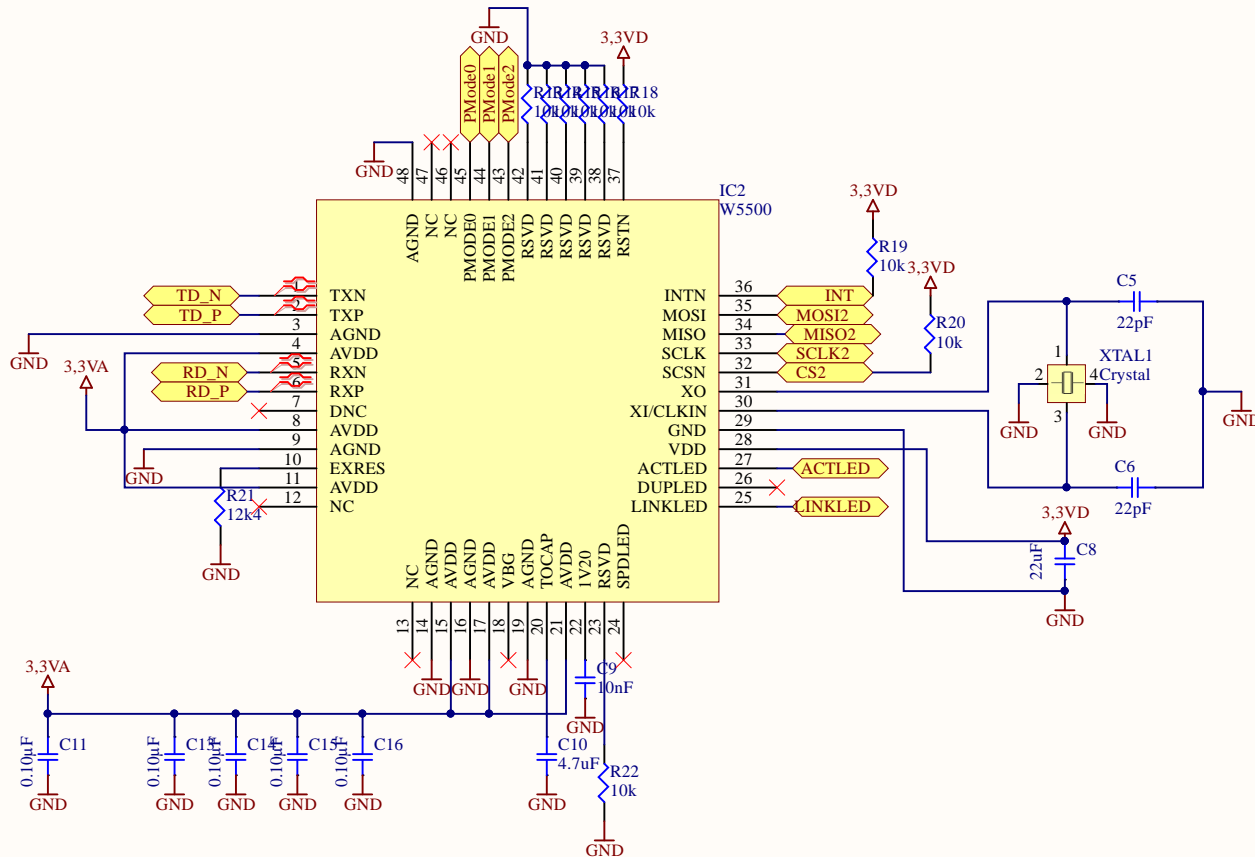 GND
3,3VD
PMode0
PMode1
PMode2
R18
10k
10k
10k
10k
10k
10k
GND
48
47
46
45
44
43
42
41
40
39
38
37
IC2
W5500
AGND
NC
NC
PMODE0
PMODE1
PMODE2
RSVD
RSVD
RSVD
RSVD
RSVD
RSTN
3,3VD
R19
10k
3,3VD
R20
10k
TD_N
1
TXN
TD_P
2
TXP
3
AGND
GND
4
AVDD
3,3VA
RD_N
5
RXN
RD_P
6
RXP
7
DNC
8
AVDD
9
AGND
GND
10
EXRES
11
AVDD
12
NC
R21
12k4
GND
INTN
36
INT
MOSI
35
MOSI2
MISO
34
MISO2
SCLK
33
SCLK2
SCSN
32
CS2
XO
31
XI/CLKIN
30
GND
29
VDD
28
ACTLED
27
ACTLED
DUPLED
26
LINKLED
25
LINKLED
C5
22pF
XTAL1
Crystal
1
2
4
3
GND
GND
GND
C6
22pF
3,3VD
C8
22uF
GND
NC
AGND
AVDD
AGND
AVDD
VBG
AGND
TOCAP
AVDD
1V20
RSVD
SPDLED
13
14
15
16
17
18
19
20
21
22
23
24
GND
GND
GND
C9
10nF
GND
3,3VA
C11
0.10uF
GND
C13
0.10uF
GND
C14
0.10uF
GND
C15
0.10uF
GND
C16
0.10uF
GND
C10
4.7uF
GND
R22
10k
GND